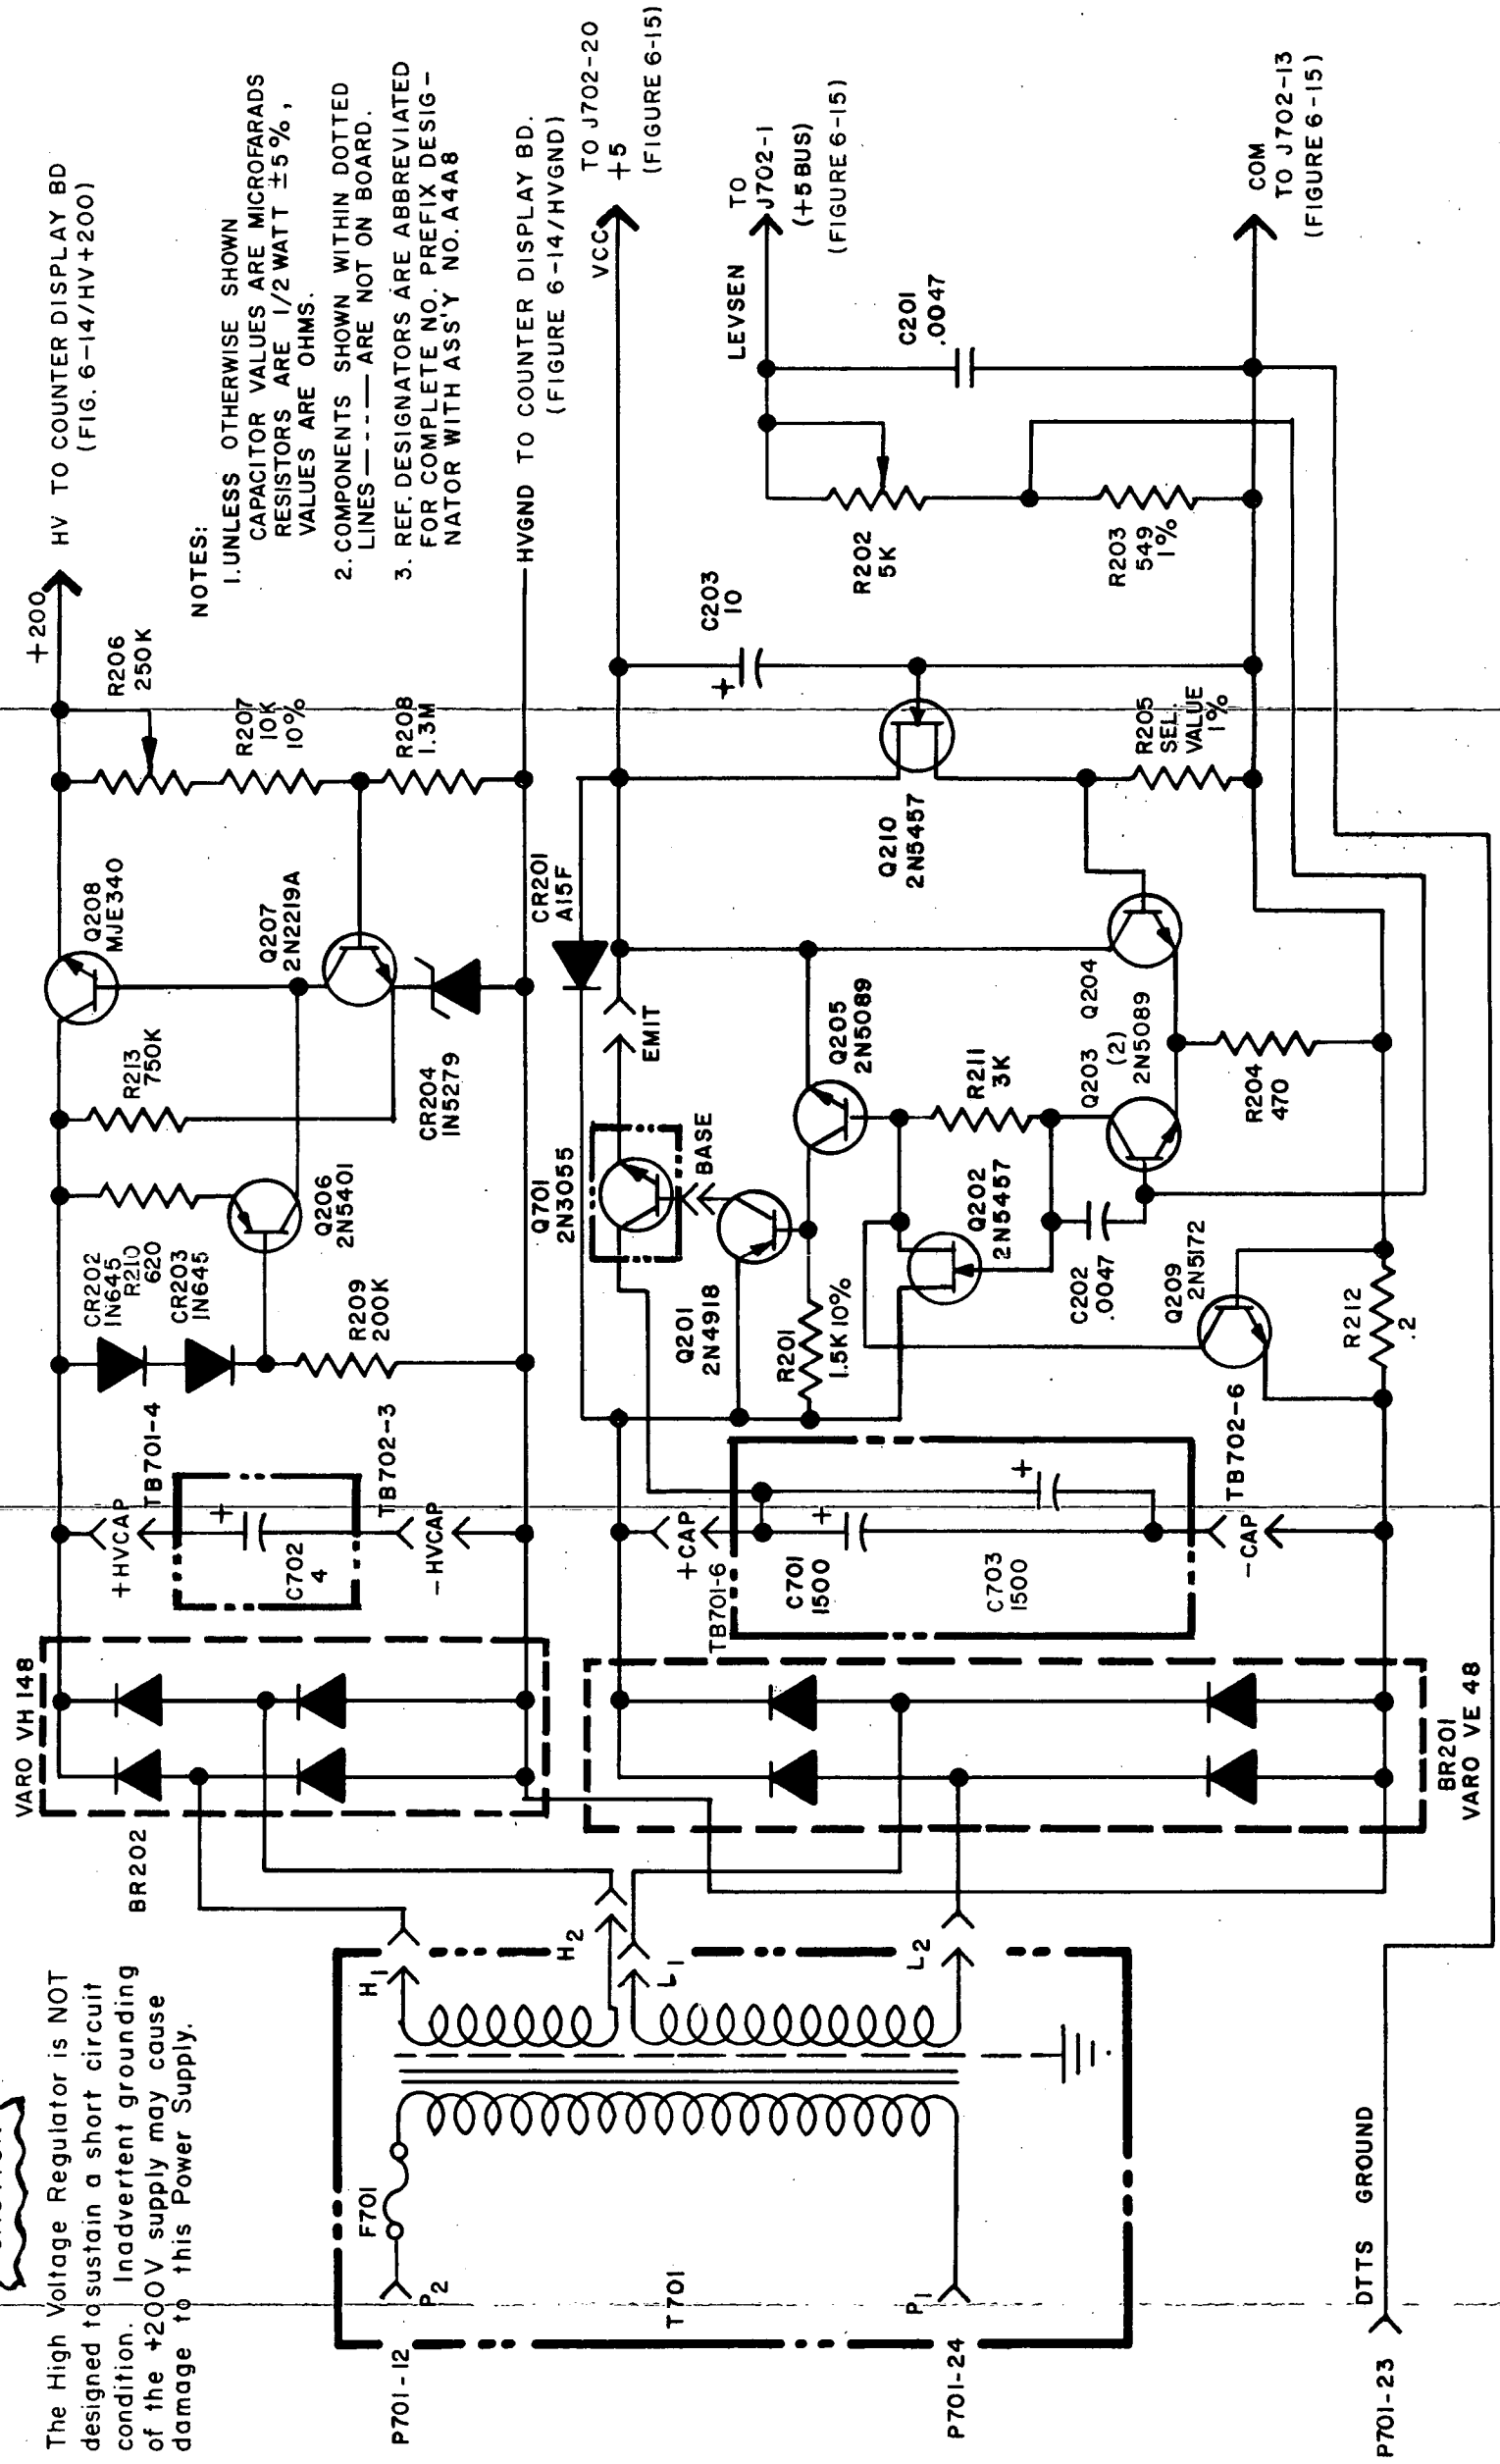 The High Voltage Regulator is NOT
designed to sustain a short circuit
condition. Inadvertent grounding
of the +200V supply may cause
damage to this Power Supply.
VARO VH 148
BR202
+HVCAP
TB701-4
C702
4
+
TB702-3
-HVCAP
CR202
IN645
R210
620
CR203
IN645
R209
200K
Q206
2N5401
R213
750K
Q208
MJE340
Q207
2N2219A
CR204
IN5279
R206
250K
R207
10K
10%
R208
1.3M
+200
HV TO COUNTER DISPLAY BD
(FIG. 6-14/HV+200)
NOTES:
1. UNLESS OTHERWISE SHOWN
CAPACITOR VALUES ARE MICROFARADS
RESISTORS ARE 1/2 WATT ±5%,
VALUES ARE OHMS.
2. COMPONENTS SHOWN WITHIN DOTTED
LINES ARE NOT ON BOARD.
3. REF. DESIGNATORS ARE ABBREVIATED
FOR COMPLETE NO. PREFIX DESIG-
NATOR WITH ASS'Y NO. A4A8
HVGND TO COUNTER DISPLAY BD.
(FIGURE 6-14/HVGND)
P701-12
P2
F701
T701
P1
P701-24
H1
H2
L1
L2
BR201
VARO VE 48
+CAP
TB701-6
C701
1500
+
C703
1500
+
-CAP
TB702-6
Q701
2N3055
BASE
EMIT
CR201
A15F
Q201
2N4918
R201
1.5K 10%
Q205
2N5089
R211
3K
Q202
2N5457
C202
.0047
Q203
(2)
2N5089
Q204
R204
470
Q209
2N5172
R212
.2
Q210
2N5457
R205
SEL.
VALUE
1%
C203
10
+
R202
5K
R203
549
1%
C201
.0047
VCC
TO J702-20
+5
(FIGURE 6-15)
LEVSEN
TO
J702-1
(+5BUS)
(FIGURE 6-15)
COM
TO J702-13
(FIGURE 6-15)
P701-23
DTTS GROUND